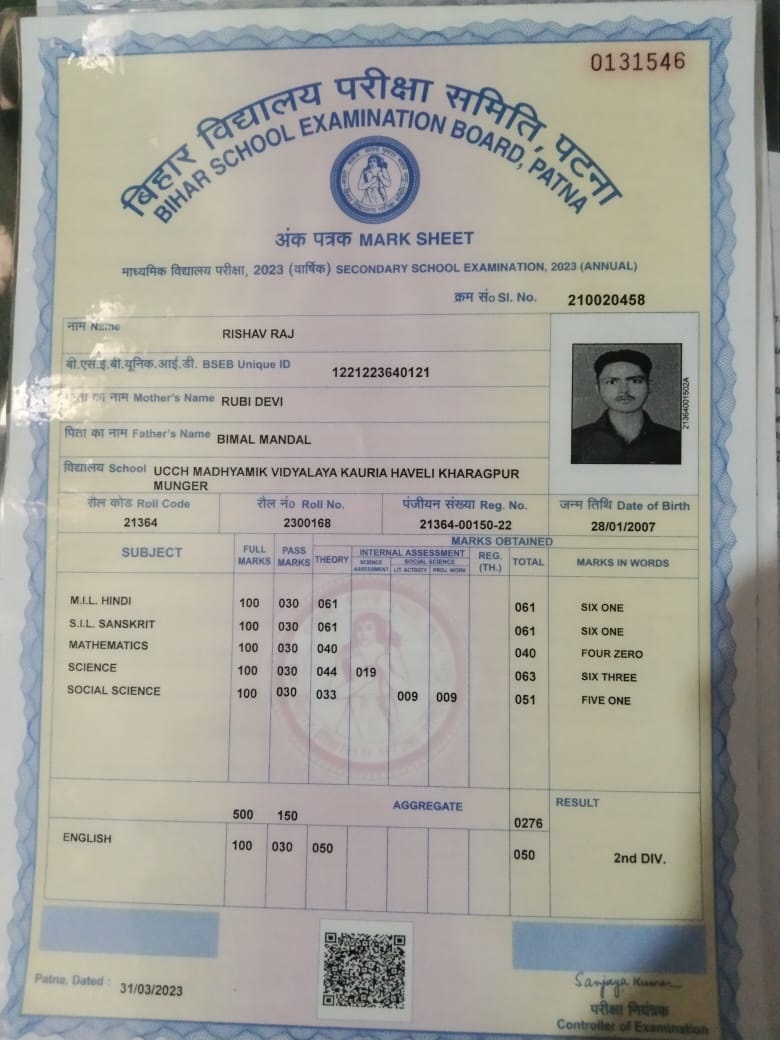 0131546
बिहार विद्यालय परीक्षा समिति, पटना
BIHAR SCHOOL EXAMINATION BOARD, PATNA
अंक पत्रक MARK SHEET
माध्यमिक विद्यालय परीक्षा, 2023 (वार्षिक) SECONDARY SCHOOL EXAMINATION, 2023 (ANNUAL)
क्रम सं० Sl. No. 210020458
नाम Name RISHAV RAJ
बी.एस.इ.बी.यूनिक.आई.डी. BSEB Unique ID 1221223640121
का नाम Mother's Name RUBI DEVI
पिता का नाम Father's Name BIMAL MANDAL
विद्यालय School UCCH MADHYAMIK VIDYALAYA KAURIA HAVELI KHARAGPUR
MUNGER
21364001502A
रौल कोड Roll Code रौल नं० Roll No. पंजीयन संख्या Reg. No. जन्म तिथि Date of Birth
21364 2300168 21364-00150-22 28/01/2007
MARKS OBTAINED
SUBJECT FULL MARKS PASS MARKS THEORY INTERNAL ASSESSMENT REG. (TH.) TOTAL MARKS IN WORDS
SCIENCE ASSESSMENT SOCIAL SCIENCE
LIT. ACTIVITY PROJ. WORK
M.I.L. HINDI 100 030 061 061 SIX ONE
S.I.L. SANSKRIT 100 030 061 061 SIX ONE
MATHEMATICS 100 030 040 040 FOUR ZERO
SCIENCE 100 030 044 019 063 SIX THREE
SOCIAL SCIENCE 100 030 033 009 009 051 FIVE ONE
500 150 AGGREGATE 0276 RESULT
ENGLISH 100 030 050 050 2nd DIV.
Patna, Dated : 31/03/2023
Sanjaya Kumar
परीक्षा नियंत्रक
Controller of Examination